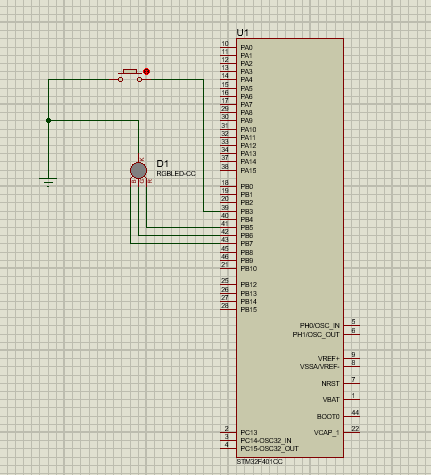 U1
10 PA0
11 PA1
12 PA2
13 PA3
14 PA4
15 PA5
16 PA6
17 PA7
29 PA8
30 PA9
31 PA10
32 PA11
33 PA12
34 PA13
37 PA14
38 PA15
D1
RGBLED-CC
K
B G R
18 PB0
19 PB1
20 PB2
39 PB3
40 PB4
41 PB5
42 PB6
43 PB7
45 PB8
46 PB9
21 PB10
25 PB12
26 PB13
27 PB14
28 PB15
PH0/OSC_IN 5
PH1/OSC_OUT 6
VREF+ 9
VSSA/VREF- 8
NRST 7
VBAT 1
BOOT0 44
2 PC13 VCAP_1 22
3 PC14-OSC32_IN
4 PC15-OSC32_OUT
STM32F401CC